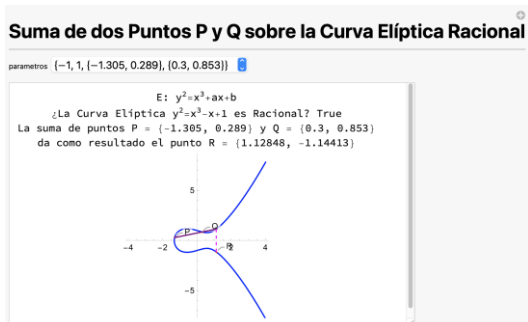 Suma de dos Puntos P y Q sobre la Curva Elíptica Racional
parametros {-1, 1, {-1.305, 0.289}, {0.3, 0.853}}
E: y²=x³+ax+b
¿La Curva Elíptica y²=x³-x+1 es Racional? True
La suma de puntos P = {-1.305, 0.289} y Q = {0.3, 0.853}
da como resultado el punto R = {1.12848, -1.14413}
5
P Q
-4 -2 2 4
-5